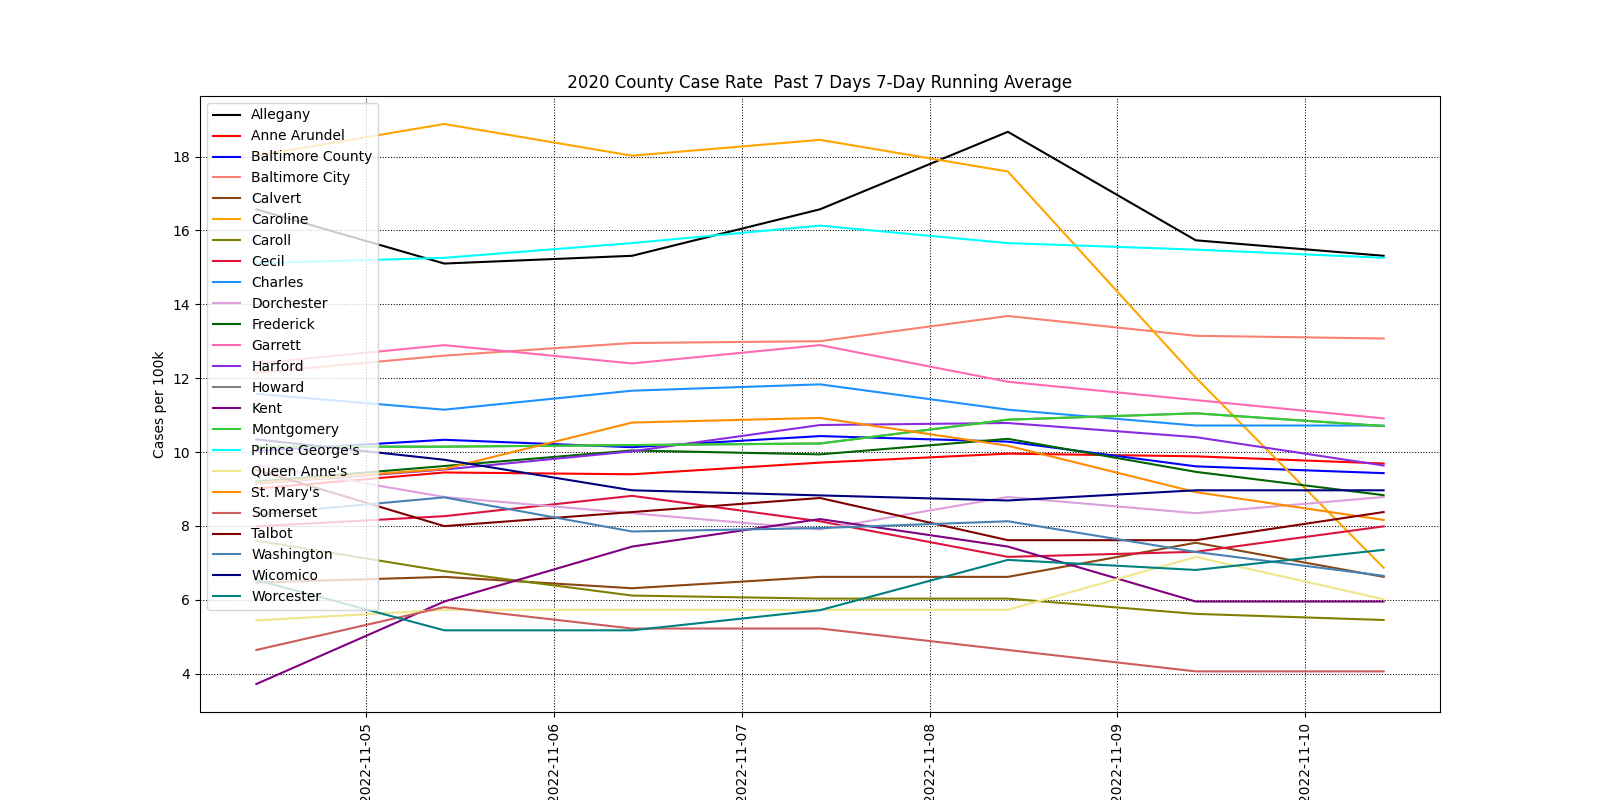 2020 County Case Rate  Past 7 Days 7-Day Running Average
Allegany
Anne Arundel
Baltimore County
Baltimore City
Calvert
Caroline
Caroll
Cecil
Charles
Dorchester
Frederick
Garrett
Harford
Howard
Kent
Montgomery
Prince George's
Queen Anne's
St. Mary's
Somerset
Talbot
Washington
Wicomico
Worcester
Cases per 100k
18
16
14
12
10
8
6
4
2022-11-05
2022-11-06
2022-11-07
2022-11-08
2022-11-09
2022-11-10